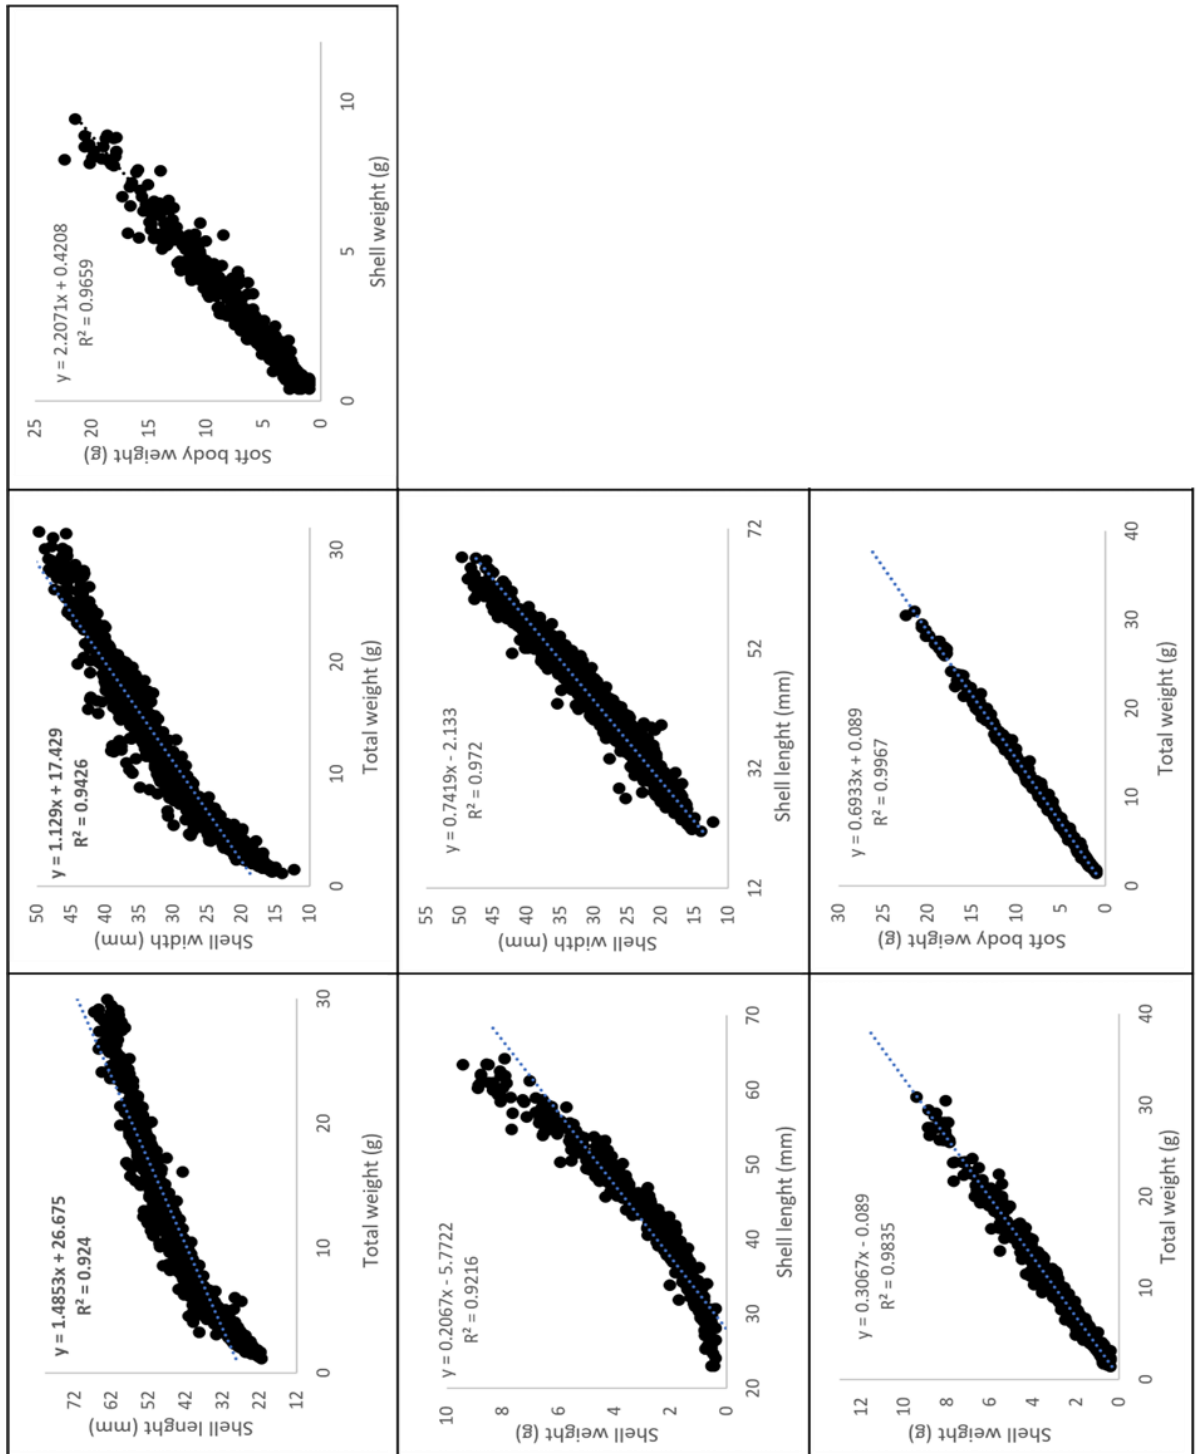 y = 1.4853x + 26.675
R² = 0.924
72
62
52
42
32
22
12
Shell lenght (mm)
0
10
20
30
Total weight (g)
y = 1.129x + 17.429
R² = 0.9426
50
45
40
35
30
25
20
15
10
Shell width (mm)
0
10
20
30
Total weight (g)
y = 2.2071x + 0.4208
R² = 0.9659
25
20
15
10
5
0
Soft body weight (g)
0
5
10
Shell weight (g)
y = 0.2067x - 5.7722
R² = 0.9216
10
8
6
4
2
0
Shell weight (g)
20
30
40
50
60
70
Shell lenght (mm)
y = 0.7419x - 2.133
R² = 0.972
55
50
45
40
35
30
25
20
15
10
Shell width (mm)
12
32
52
72
Shell lenght (mm)
y = 0.3067x - 0.089
R² = 0.9835
12
10
8
6
4
2
0
Shell weight (g)
0
10
20
30
40
Total weight (g)
y = 0.6933x + 0.089
R² = 0.9967
30
25
20
15
10
5
0
Soft body weight (g)
0
10
20
30
40
Total weight (g)